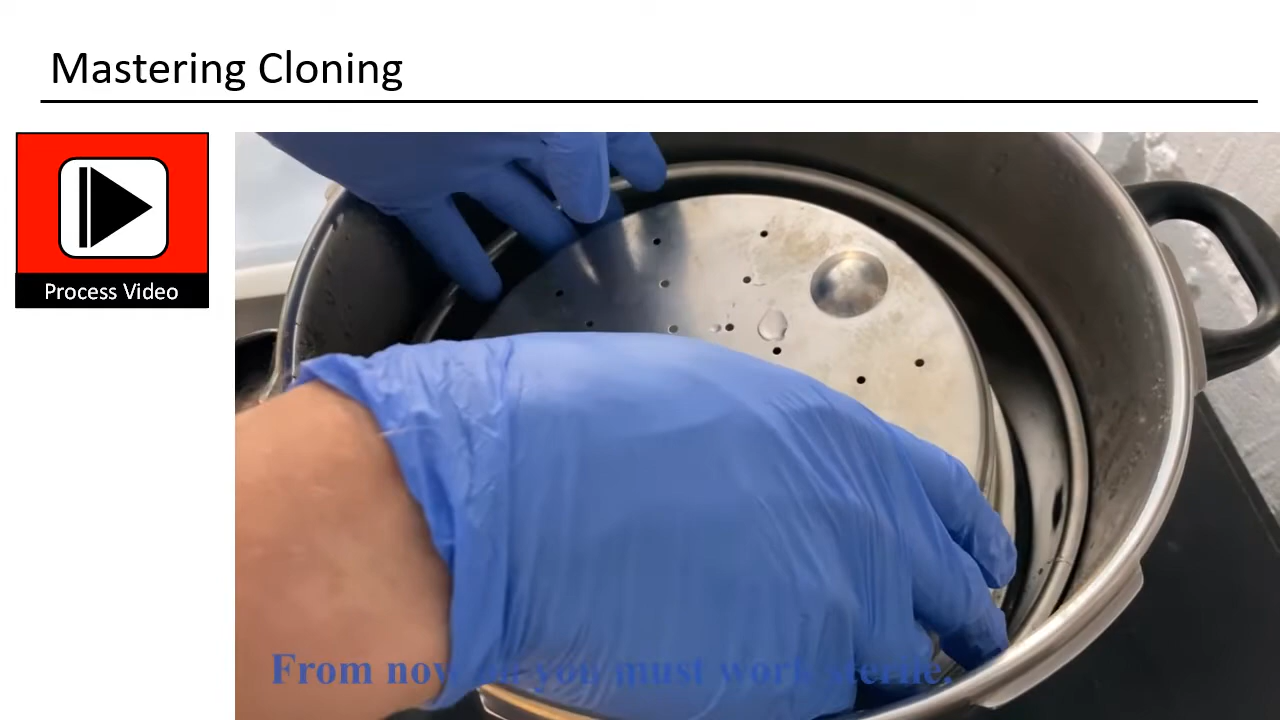 Mastering Cloning
Process Video
From now on you must work sterile.